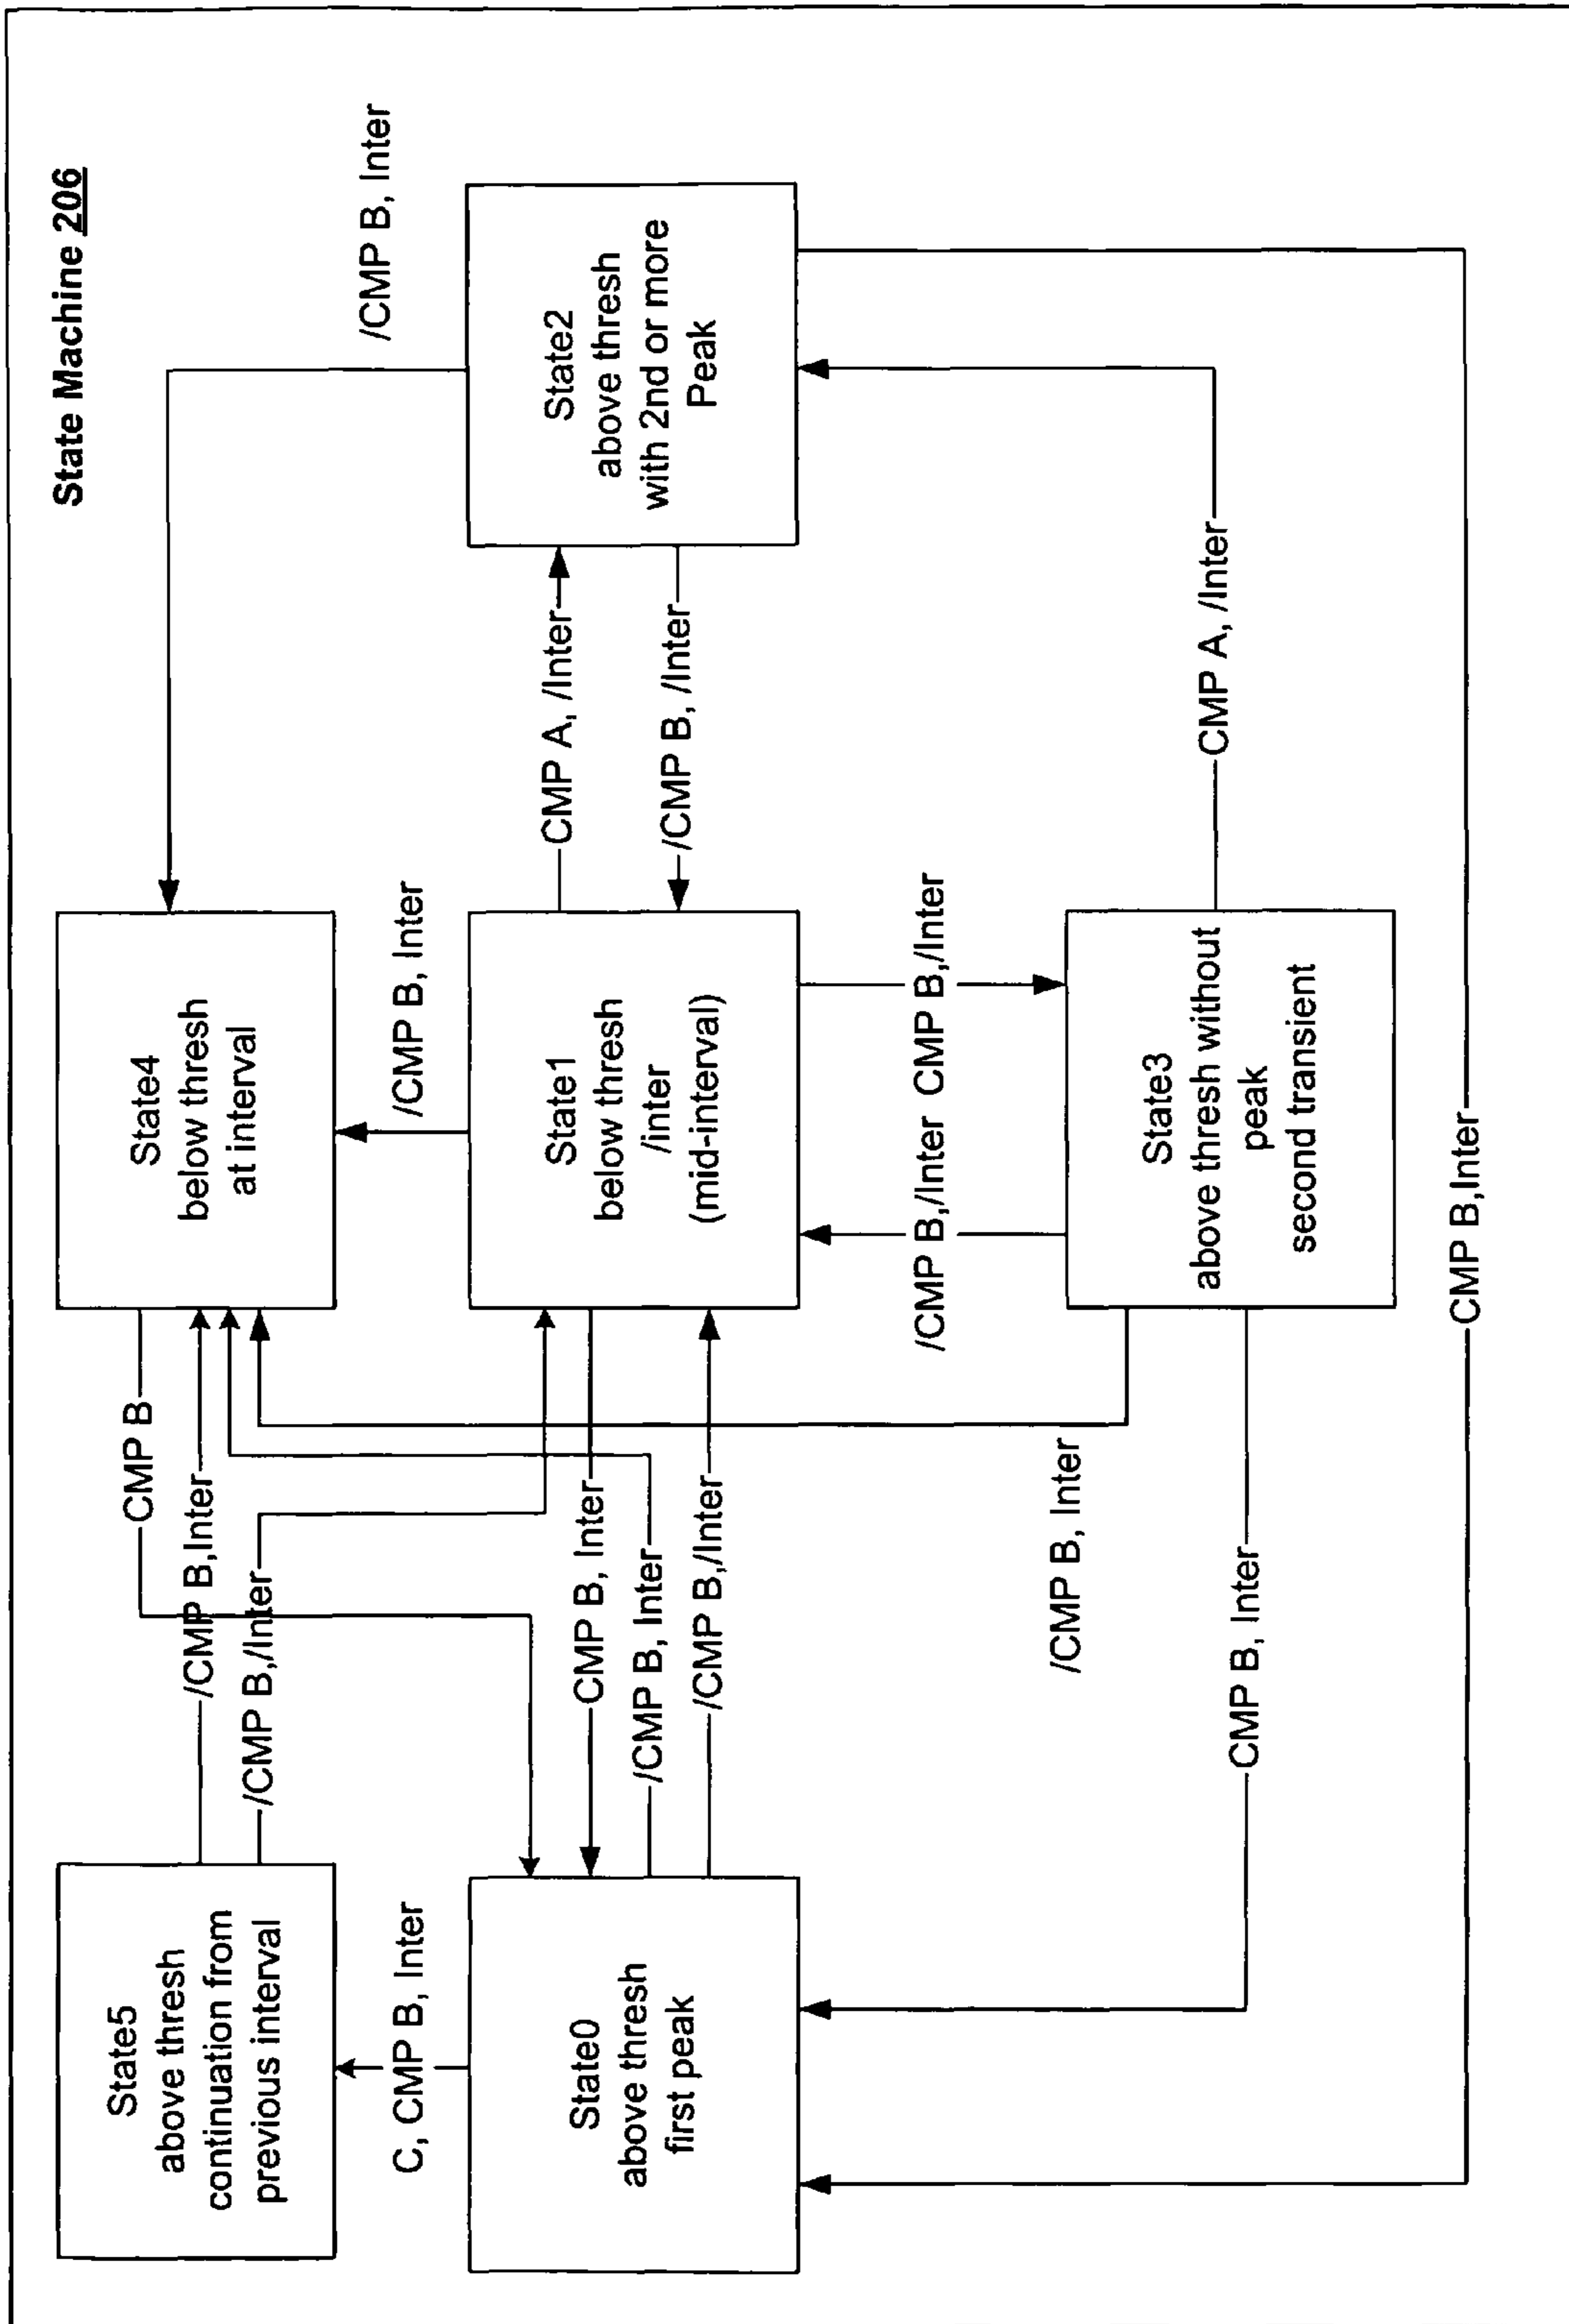 State Machine 206
State5
above thresh
continuation from
previous interval
/CMP B,Inter
/CMP B,/Inter
CMP B
State4
below thresh
at interval
/CMP B, Inter
C, CMP B, Inter
/CMP B, Inter
State0
above thresh
first peak
CMP B, Inter
/CMP B, Inter
/CMP B,/Inter
State1
below thresh
/inter
(mid-interval)
CMP A, /Inter
/CMP B, /Inter
State2
above thresh
with 2nd or more
Peak
/CMP B,/Inter CMP B,/Inter
/CMP B, Inter
CMP B, Inter
State3
above thresh without
peak
second transient
CMP A, /Inter
CMP B,Inter